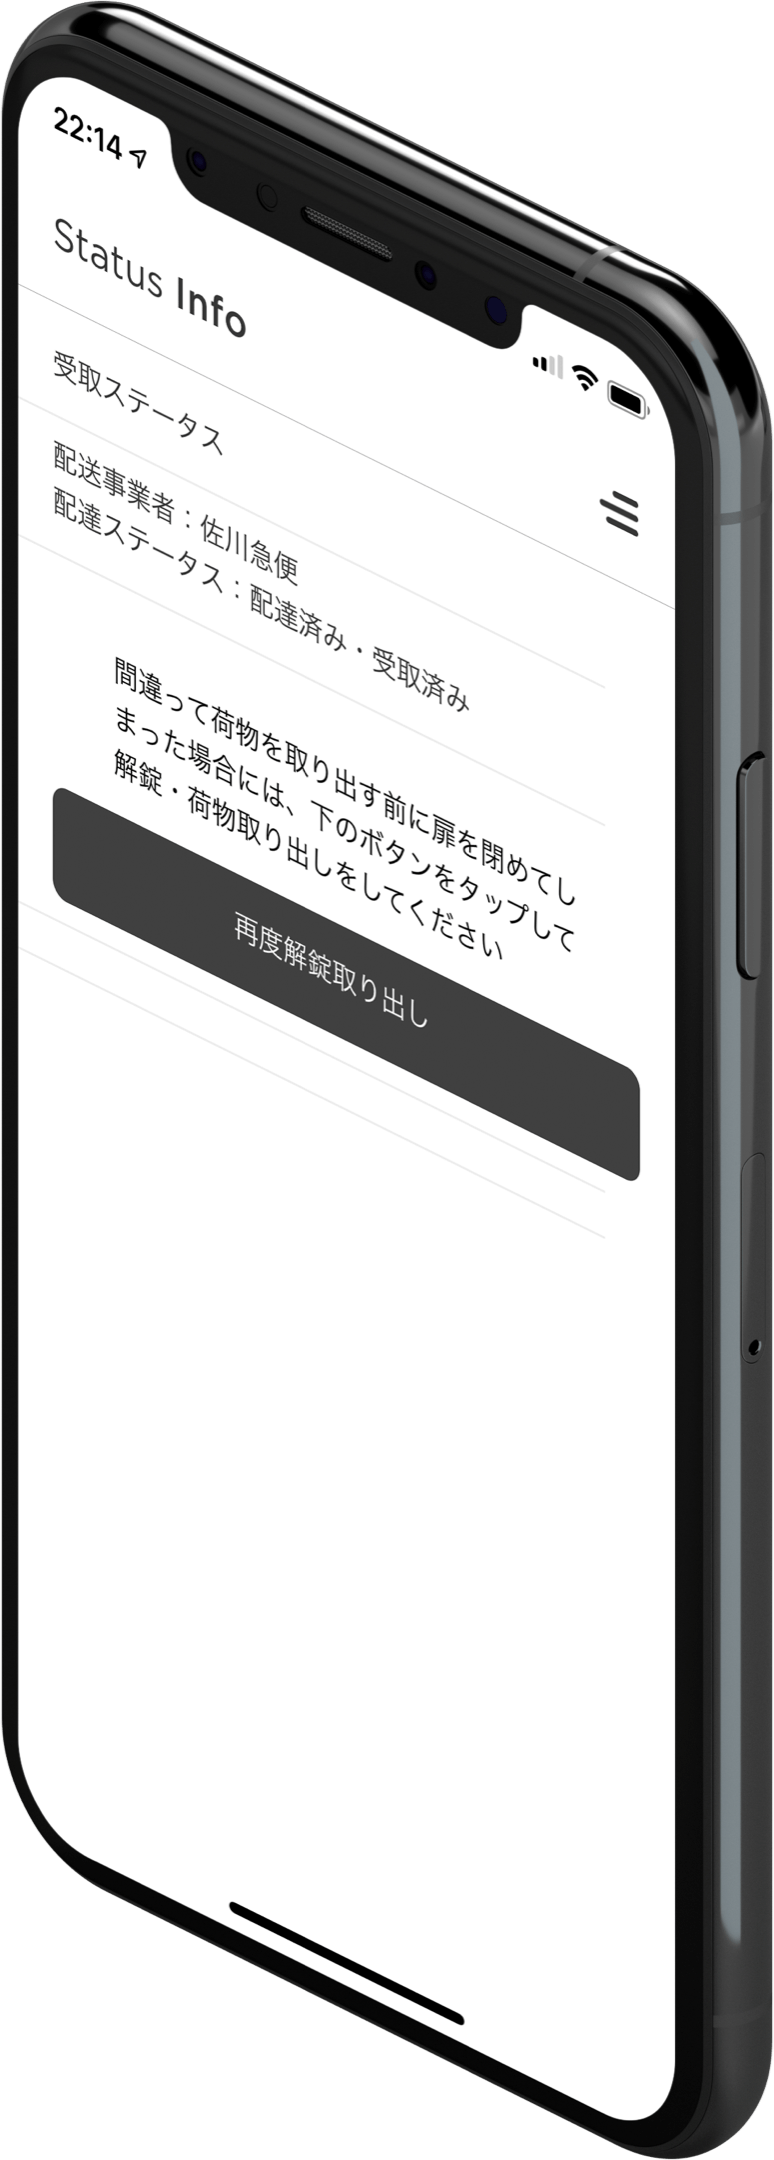 22:14
Status Info
受取ステータス
配送事業者：佐川急便
配達ステータス：配達済み・受取済み
間違って荷物を取り出す前に扉を閉めてし
まった場合には、下のボタンをタップして
解錠・荷物取り出しをしてください
再度解錠取り出し